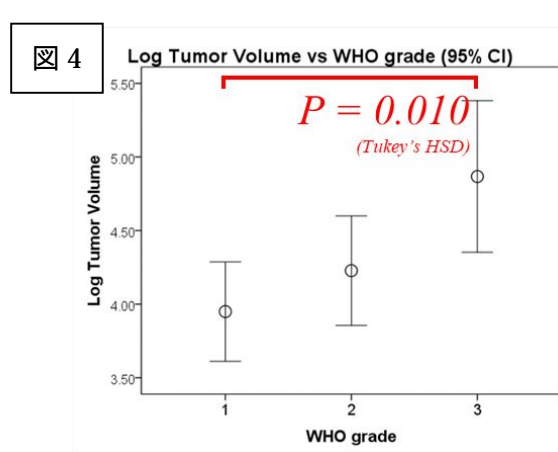 図 4
Log Tumor Volume vs WHO grade (95% CI)
P = 0.010
(Tukey's HSD)
5.50
5.00
4.50
4.00
3.50
Log Tumor Volume
1 2 3
WHO grade